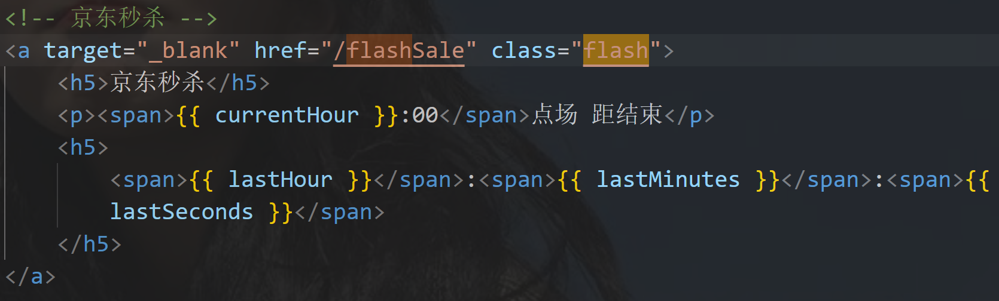 <!-- 京东秒杀 -->
<a target="_blank" href="/flashSale" class="flash">
<h5>京东秒杀</h5>
<p><span>{{ currentHour }}:00</span>点场 距结束</p>
<h5>
<span>{{ lastHour }}</span>:<span>{{ lastMinutes }}</span>:<span>{{
lastSeconds }}</span>
</h5>
</a>